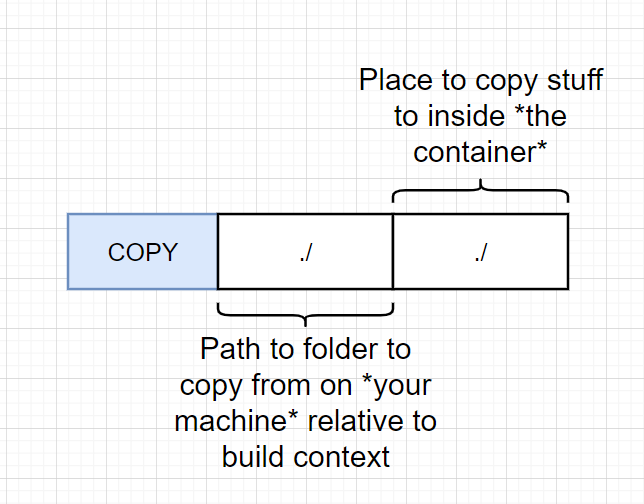 Place to copy stuff
to inside *the
container*
COPY ./ ./
Path to folder to
copy from on *your
machine* relative to
build context